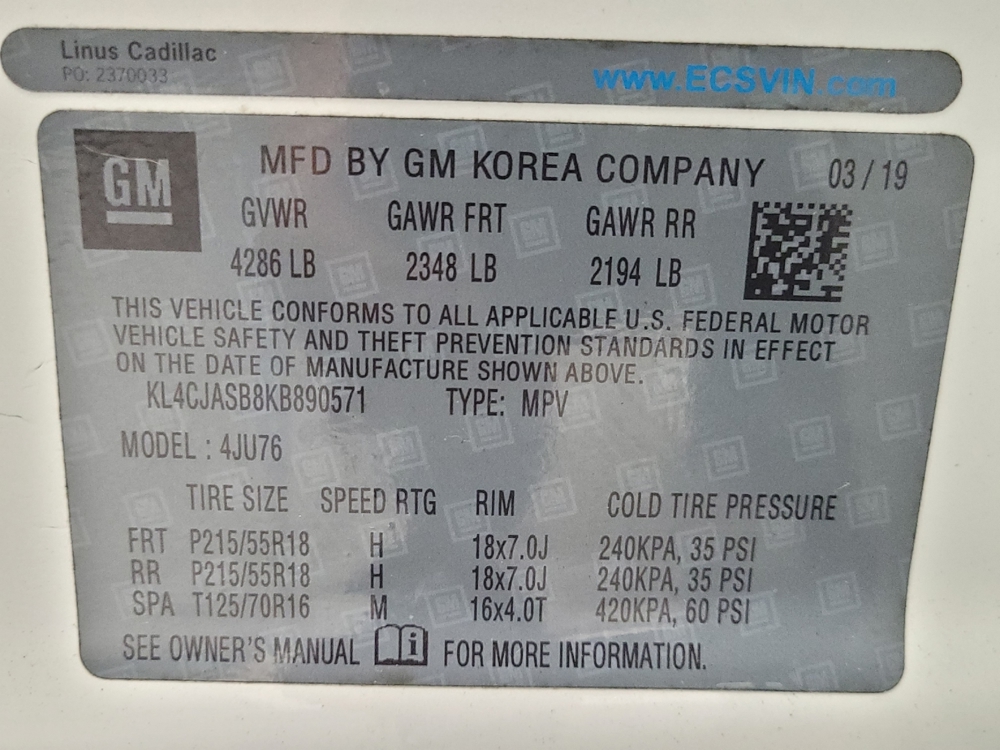 Linus Cadillac
PO: 2370033
www.ECSVIN.com
GM
MFD BY GM KOREA COMPANY 03 / 19
GVWR GAWR FRT GAWR RR
4286 LB 2348 LB 2194 LB
THIS VEHICLE CONFORMS TO ALL APPLICABLE U.S. FEDERAL MOTOR
VEHICLE SAFETY AND THEFT PREVENTION STANDARDS IN EFFECT
ON THE DATE OF MANUFACTURE SHOWN ABOVE.
KL4CJASB8KB890571 TYPE: MPV
MODEL : 4JU76
TIRE SIZE SPEED RTG RIM COLD TIRE PRESSURE
FRT P215/55R18 H 18x7.0J 240KPA, 35 PSI
RR P215/55R18 H 18x7.0J 240KPA, 35 PSI
SPA T125/70R16 M 16x4.0T 420KPA, 60 PSI
SEE OWNER'S MANUAL i FOR MORE INFORMATION.